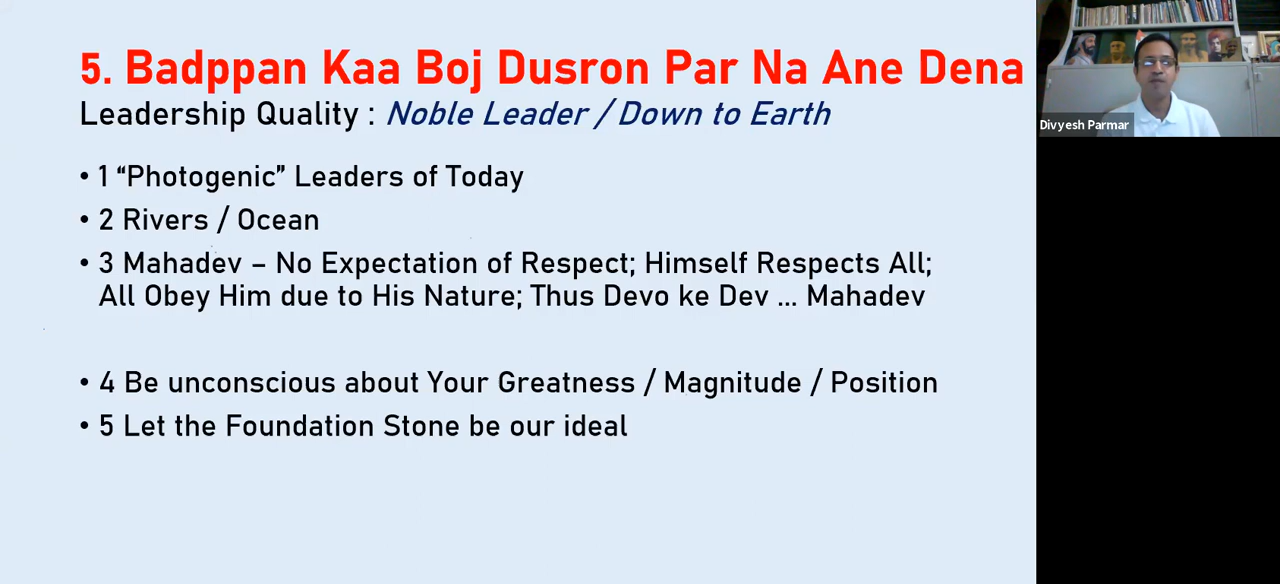 5. Badppan Kaa Boj Dusron Par Na Ane Dena
Leadership Quality : Noble Leader / Down to Earth
• 1 “Photogenic” Leaders of Today
• 2 Rivers / Ocean
• 3 Mahadev – No Expectation of Respect; Himself Respects All;
All Obey Him due to His Nature; Thus Devo ke Dev ... Mahadev
• 4 Be unconscious about Your Greness / Magnitude / Position
• 5 Let the Foundation Stone be our ideal
Divyesh Parmar